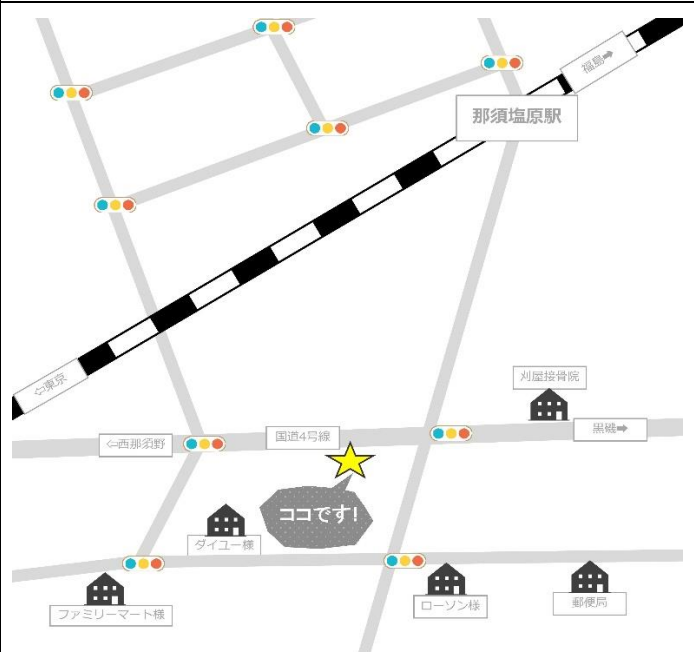 福島➡
那須塩原駅
⇦東京
刈屋接骨院
⇦西那須野
国道4号線
黒磯➡
ココです!
ダイユー様
ファミリーマート様
ローソン様
郵便局